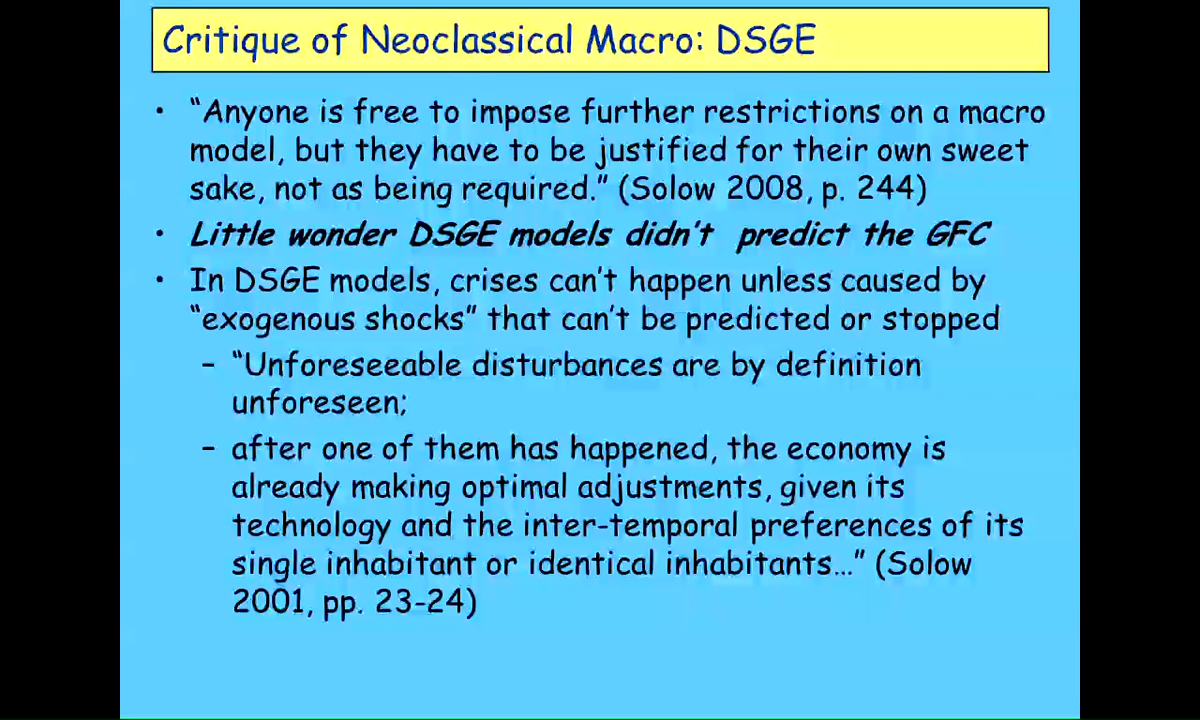 Critique of Neoclassical Macro: DSGE
• “Anyone is free to impose further restrictions on a macro
model, but they have to be justified for their own sweet
sake, not as being required.” (Solow 2008, p. 244)
• Little wonder DSGE models didn’t predict the GFC
• In DSGE models, crises can’t happen unless caused by
“exogenous shocks” that can’t be predicted or stopped
– “Unforeseeable disturbances are by definition
unforeseen;
– after one of them has happened, the economy is
already making optimal adjustments, given its
technology and the inter-temporal preferences of its
single inhabitant or identical inhabitants…” (Solow
2001, pp. 23-24)